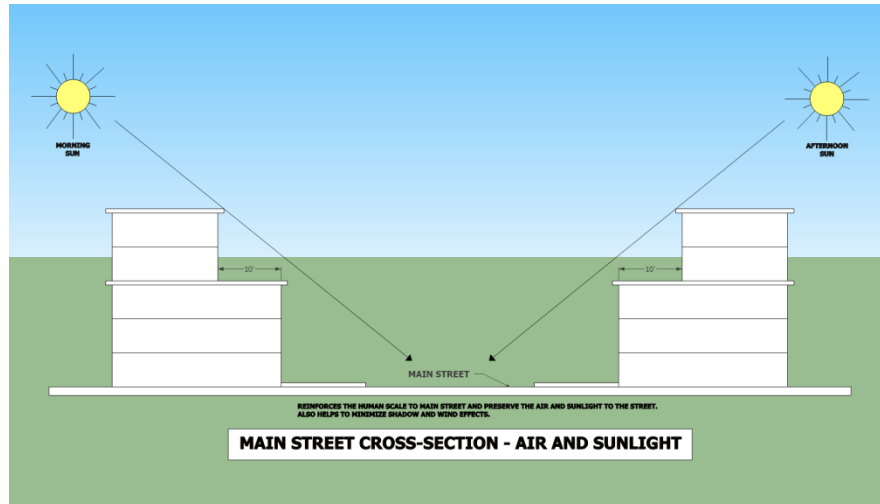 MORNING
SUN
AFTERNOON
SUN
10'
10'
MAIN STREET
REINFORCES THE HUMAN SCALE TO MAIN STREET AND PRESERVE THE AIR AND SUNLIGHT TO THE STREET.
ALSO HELPS TO MINIMIZE SHADOW AND WIND EFFECTS.
MAIN STREET CROSS-SECTION - AIR AND SUNLIGHT